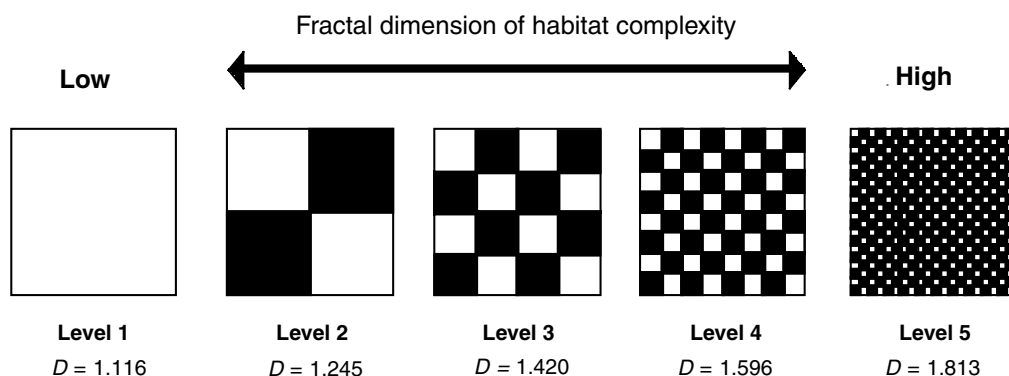 Fractal dimension of habitat complexity
Low
High
Level 1
Level 2
Level 3
Level 4
Level 5
D = 1.116
D = 1.245
D = 1.420
D = 1.596
D = 1.813